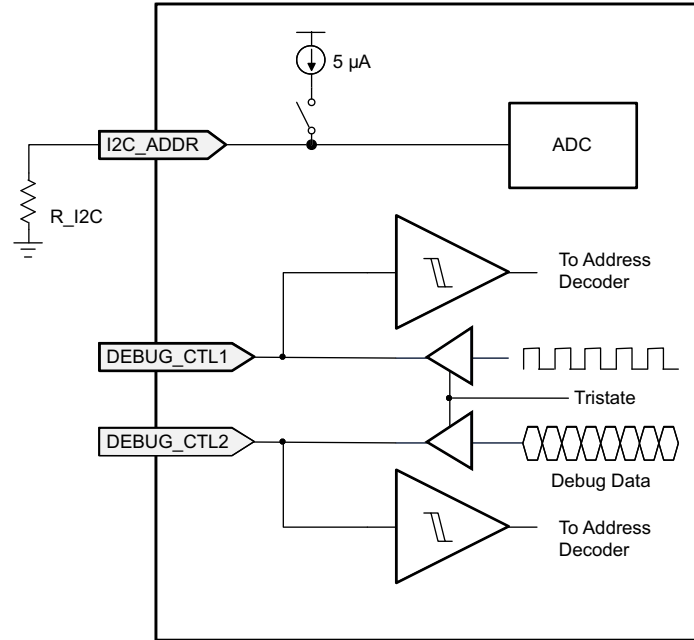 5 µA
I2C_ADDR
ADC
R_I2C
To Address
Decoder
DEBUG_CTL1
Tristate
DEBUG_CTL2
Debug Data
To Address
Decoder